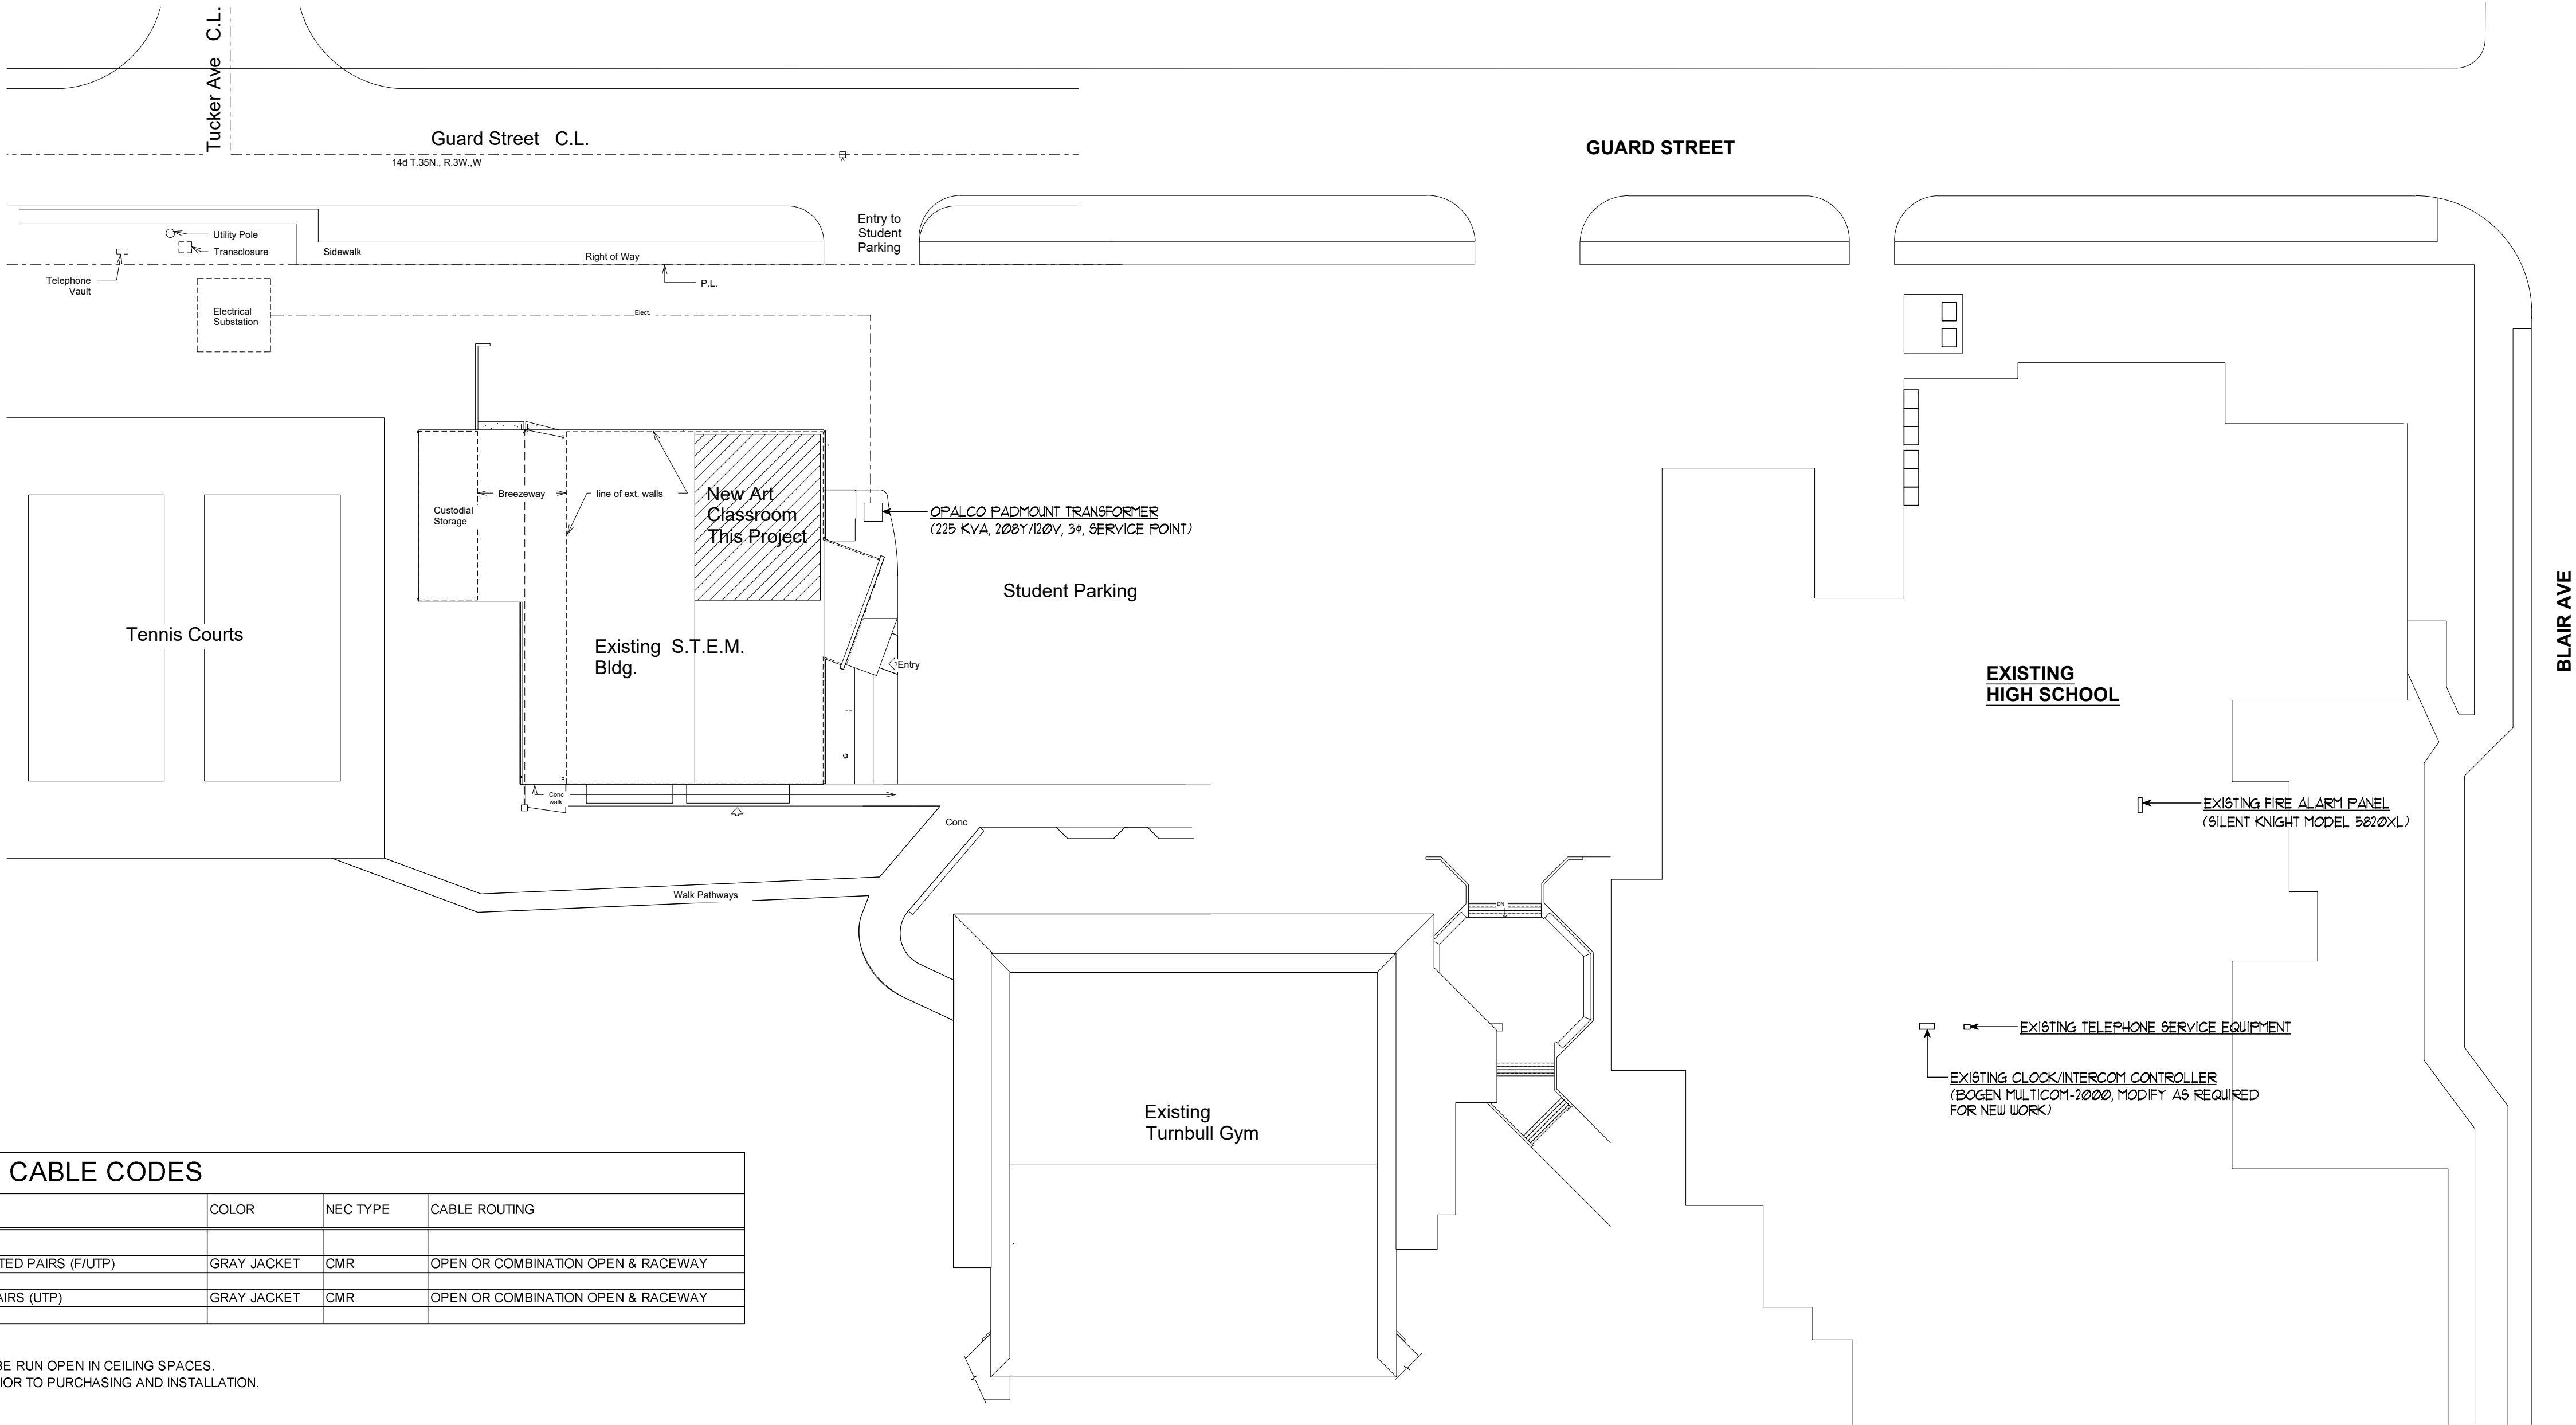 Tucker Ave C.L.
Guard Street C.L.
14d T.35N., R.3W.,W
GUARD STREET
Entry to
Student
Parking
Utility Pole
Transclosure
Sidewalk
Right of Way
P.L.
Telephone
Vault
Electrical
Substation
Elect.
Custodial
Storage
Breezeway
line of ext. walls
New Art
Classroom
This Project
OPALCO PADMOUNT TRANSFORMER
(225 KVA, 208Y/120V, 3ϕ, SERVICE POINT)
Student Parking
BLAIR AVE
Tennis Courts
Existing S.T.E.M.
Bldg.
Entry
EXISTING
HIGH SCHOOL
Conc
walk
Conc
EXISTING FIRE ALARM PANEL
(SILENT KNIGHT MODEL 5820XL)
Walk Pathways
DN
EXISTING TELEPHONE SERVICE EQUIPMENT
EXISTING CLOCK/INTERCOM CONTROLLER
(BOGEN MULTICOM-2000, MODIFY AS REQUIRED
FOR NEW WORK)
Existing
Turnbull Gym
CABLE CODES
COLOR NEC TYPE CABLE ROUTING
TED PAIRS (F/UTP) GRAY JACKET CMR OPEN OR COMBINATION OPEN & RACEWAY
AIRS (UTP) GRAY JACKET CMR OPEN OR COMBINATION OPEN & RACEWAY
BE RUN OPEN IN CEILING SPACES.
IOR TO PURCHASING AND INSTALLATION.